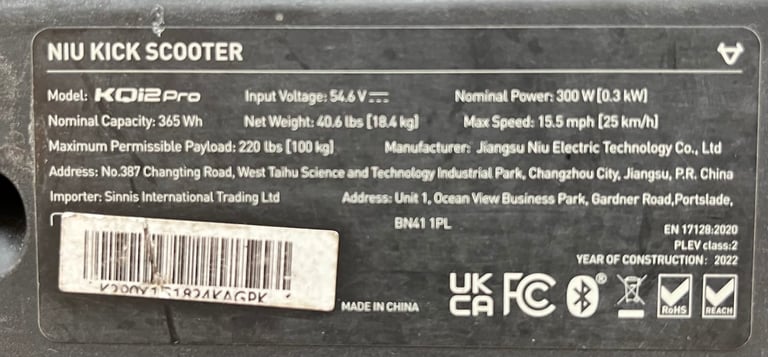 NIU KICK SCOOTER
Model: KQi2Pro Input Voltage: 54.6 V⎓ Nominal Power: 300 W [0.3 kW]
Nominal Capacity: 365 Wh Net Weight: 40.6 lbs [18.4 kg] Max Speed: 15.5 mph [25 km/h]
Maximum Permissible Payload: 220 lbs [100 kg] Manufacturer: Jiangsu Niu Electric Technology Co., Ltd
Address: No.387 Changting Road, West Taihu Science and Technology Industrial Park, Changzhou City, Jiangsu, P.R. China
Importer: Sinnis International Trading Ltd Address: Unit 1, Ocean View Business Park, Gardner Road,Portslade,
BN41 1PL
EN 17128:2020
PLEV class:2
YEAR OF CONSTRUCTION: 2022
MADE IN CHINA
UK
CA
FC
®
RoHS
REACH